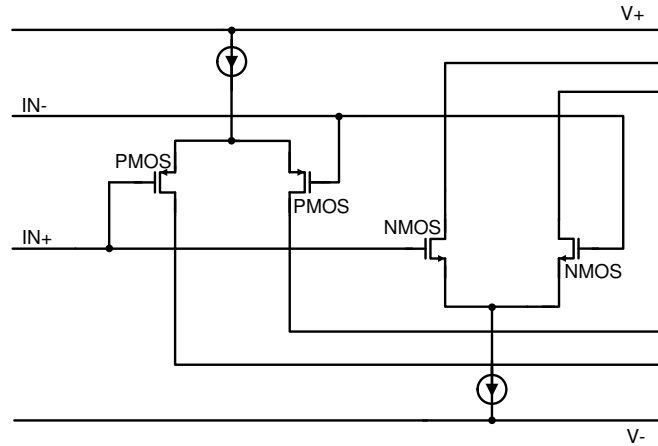 V+
IN-
PMOS
PMOS
NMOS
IN+
NMOS
V-